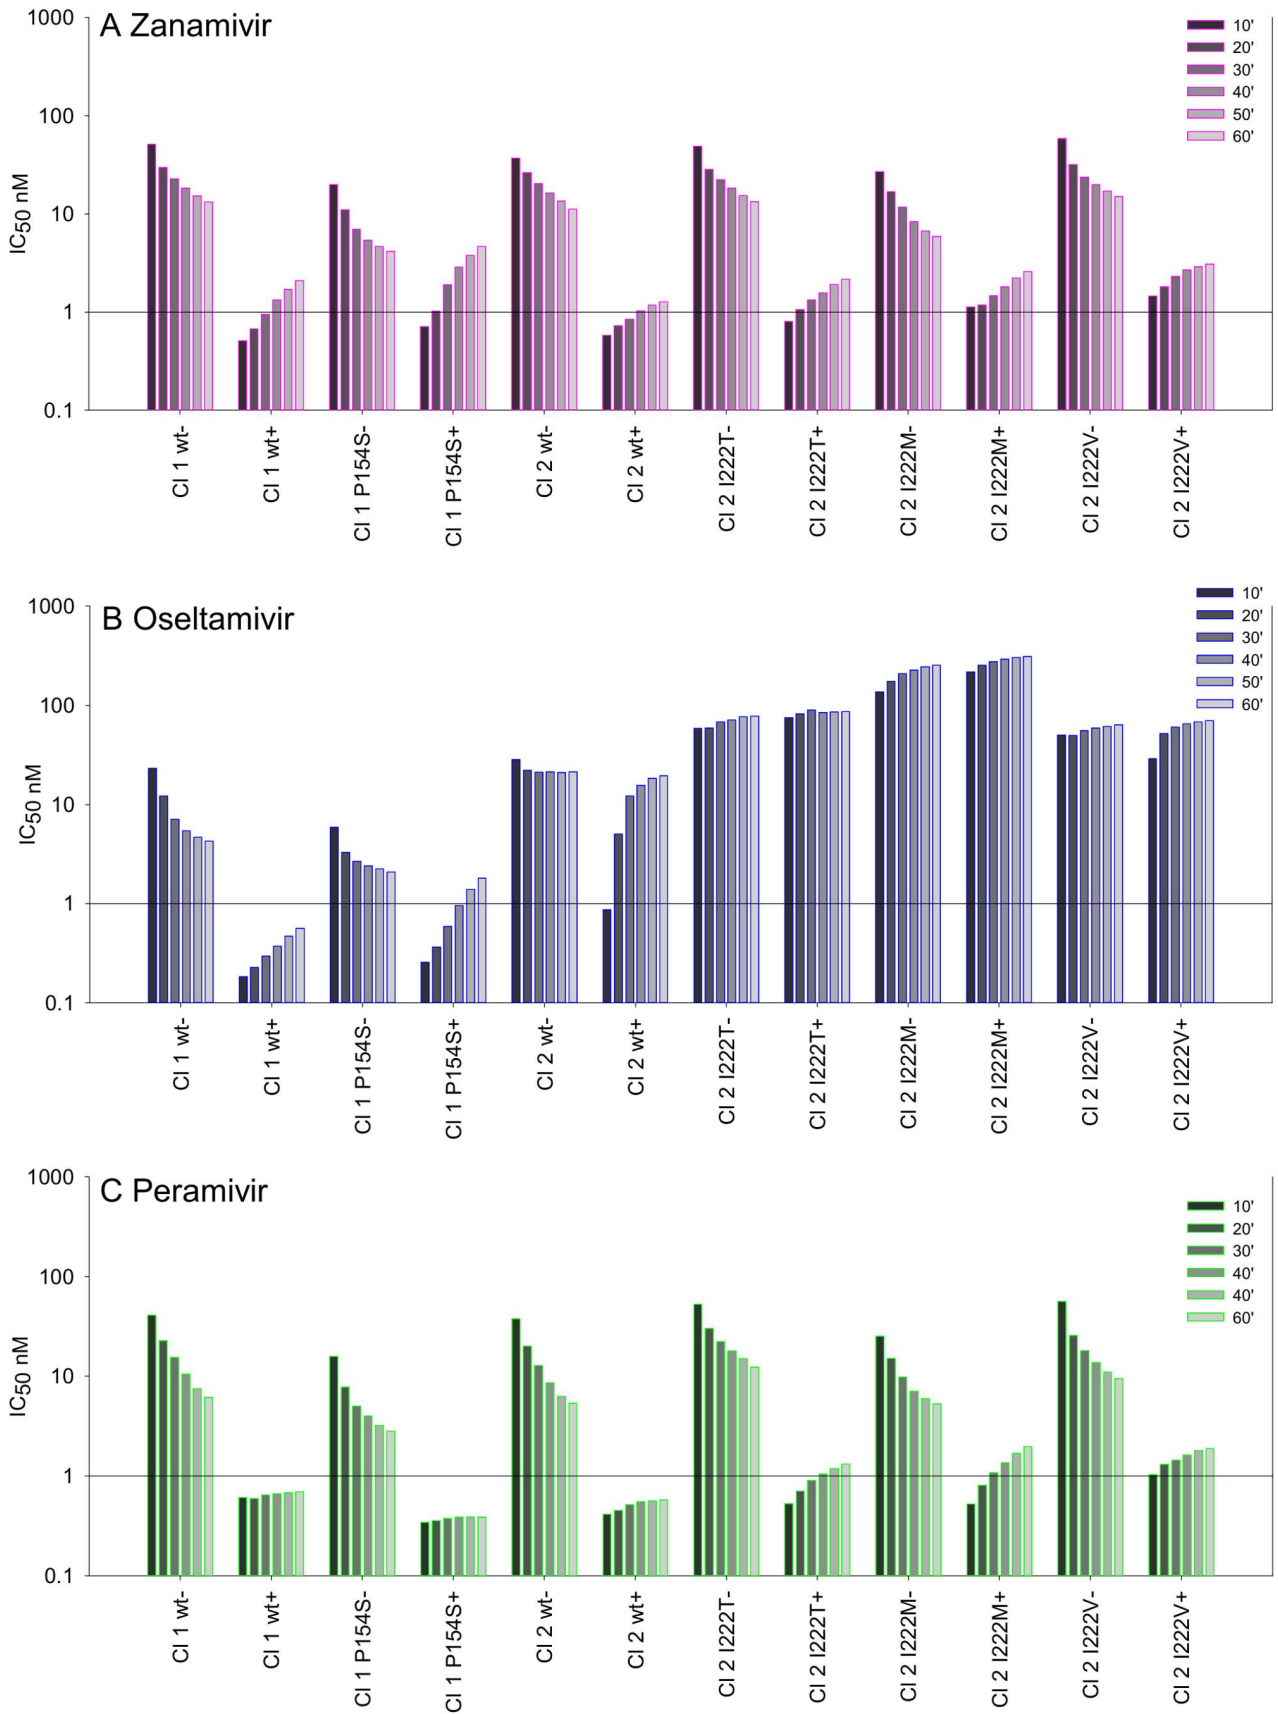 A Zanamivir
1000
100
10
1
0.1
IC50 nM
10'
20'
30'
40'
50'
60'
Cl 1 wt-
Cl 1 wt+
Cl 1 P154S-
Cl 1 P154S+
Cl 2 wt-
Cl 2 wt+
Cl 2 I222T-
Cl 2 I222T+
Cl 2 I222M-
Cl 2 I222M+
Cl 2 I222V-
Cl 2 I222V+
B Oseltamivir
1000
100
10
1
0.1
IC50 nM
10'
20'
30'
40'
50'
60'
Cl 1 wt-
Cl 1 wt+
Cl 1 P154S-
Cl 1 P154S+
Cl 2 wt-
Cl 2 wt+
Cl 2 I222T-
Cl 2 I222T+
Cl 2 I222M-
Cl 2 I222M+
Cl 2 I222V-
Cl 2 I222V+
C Peramivir
1000
100
10
1
0.1
IC50 nM
10'
20'
30'
40'
40'
60'
Cl 1 wt-
Cl 1 wt+
Cl 1 P154S-
Cl 1 P154S+
Cl 2 wt-
Cl 2 wt+
Cl 2 I222T-
Cl 2 I222T+
Cl 2 I222M-
Cl 2 I222M+
Cl 2 I222V-
Cl 2 I222V+